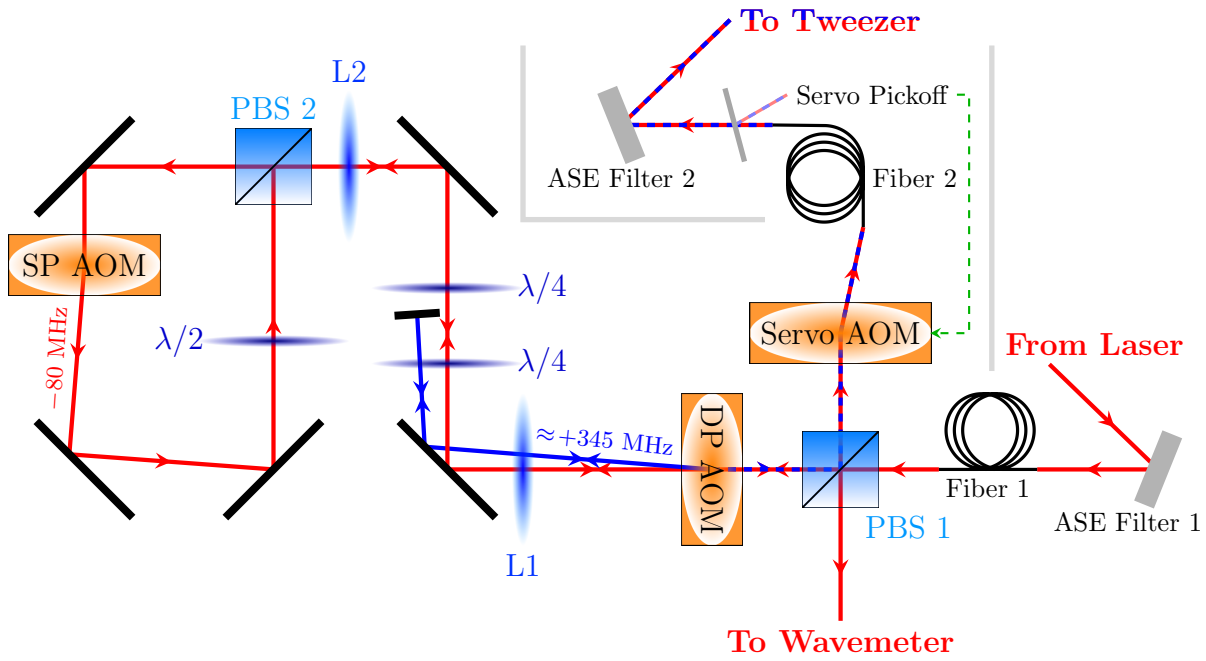 To Tweezer
L2
PBS 2
Servo Pickoff
ASE Filter 2
Fiber 2
SP AOM
λ/4
−80 MHz
λ/2
Servo AOM
From Laser
λ/4
≈+345 MHz
DP AOM
Fiber 1
ASE Filter 1
PBS 1
L1
To Wavemeter